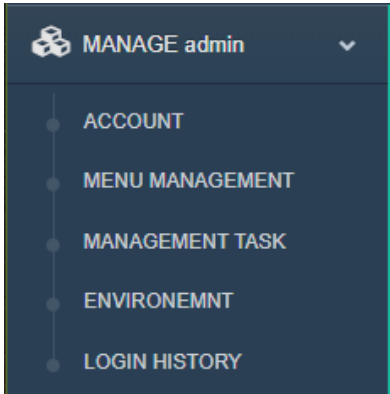 MANAGE admin
ACCOUNT
MENU MANAGEMENT
MANAGEMENT TASK
ENVIRONEMNT
LOGIN HISTORY